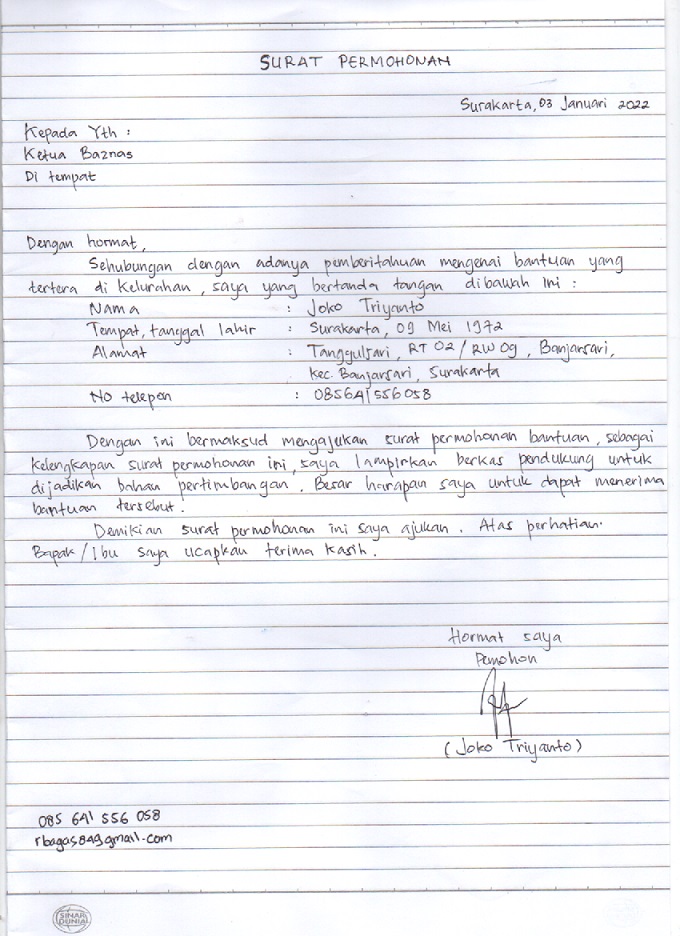 SURAT PERMOHONAN
Surakarta, 03 Januari 2022
Kepada Yth :
Ketua Baznas
Di tempat
Dengan hormat,
Sehubungan dengan adanya pemberitahuan mengenai bantuan yang
tertera di Kelurahan, saya yang bertanda tangan dibawah ini :
Nama : Joko Triyanto
Tempat, tanggal lahir : Surakarta, 09 Mei 1972
Alamat : Tanggulsari, RT 02 / RW 09, Banjarsari,
Kec. Banjarsari, Surakarta
No telepon : 085641556058
Dengan ini bermaksud mengajukan surat permohonan bantuan, sebagai
kelengkapan surat permohonan ini, saya lampirkan berkas pendukung untuk
dijadikan bahan pertimbangan. Besar harapan saya untuk dapat menerima
bantuan tersebut.
Demikian surat permohonan ini saya ajukan. Atas perhatian
Bapak / Ibu saya ucapkan terima kasih.
Hormat saya
Pemohon
(Joko Triyanto)
085 641 556 058
rbagas849gmail.com
SINAR
DUNIA